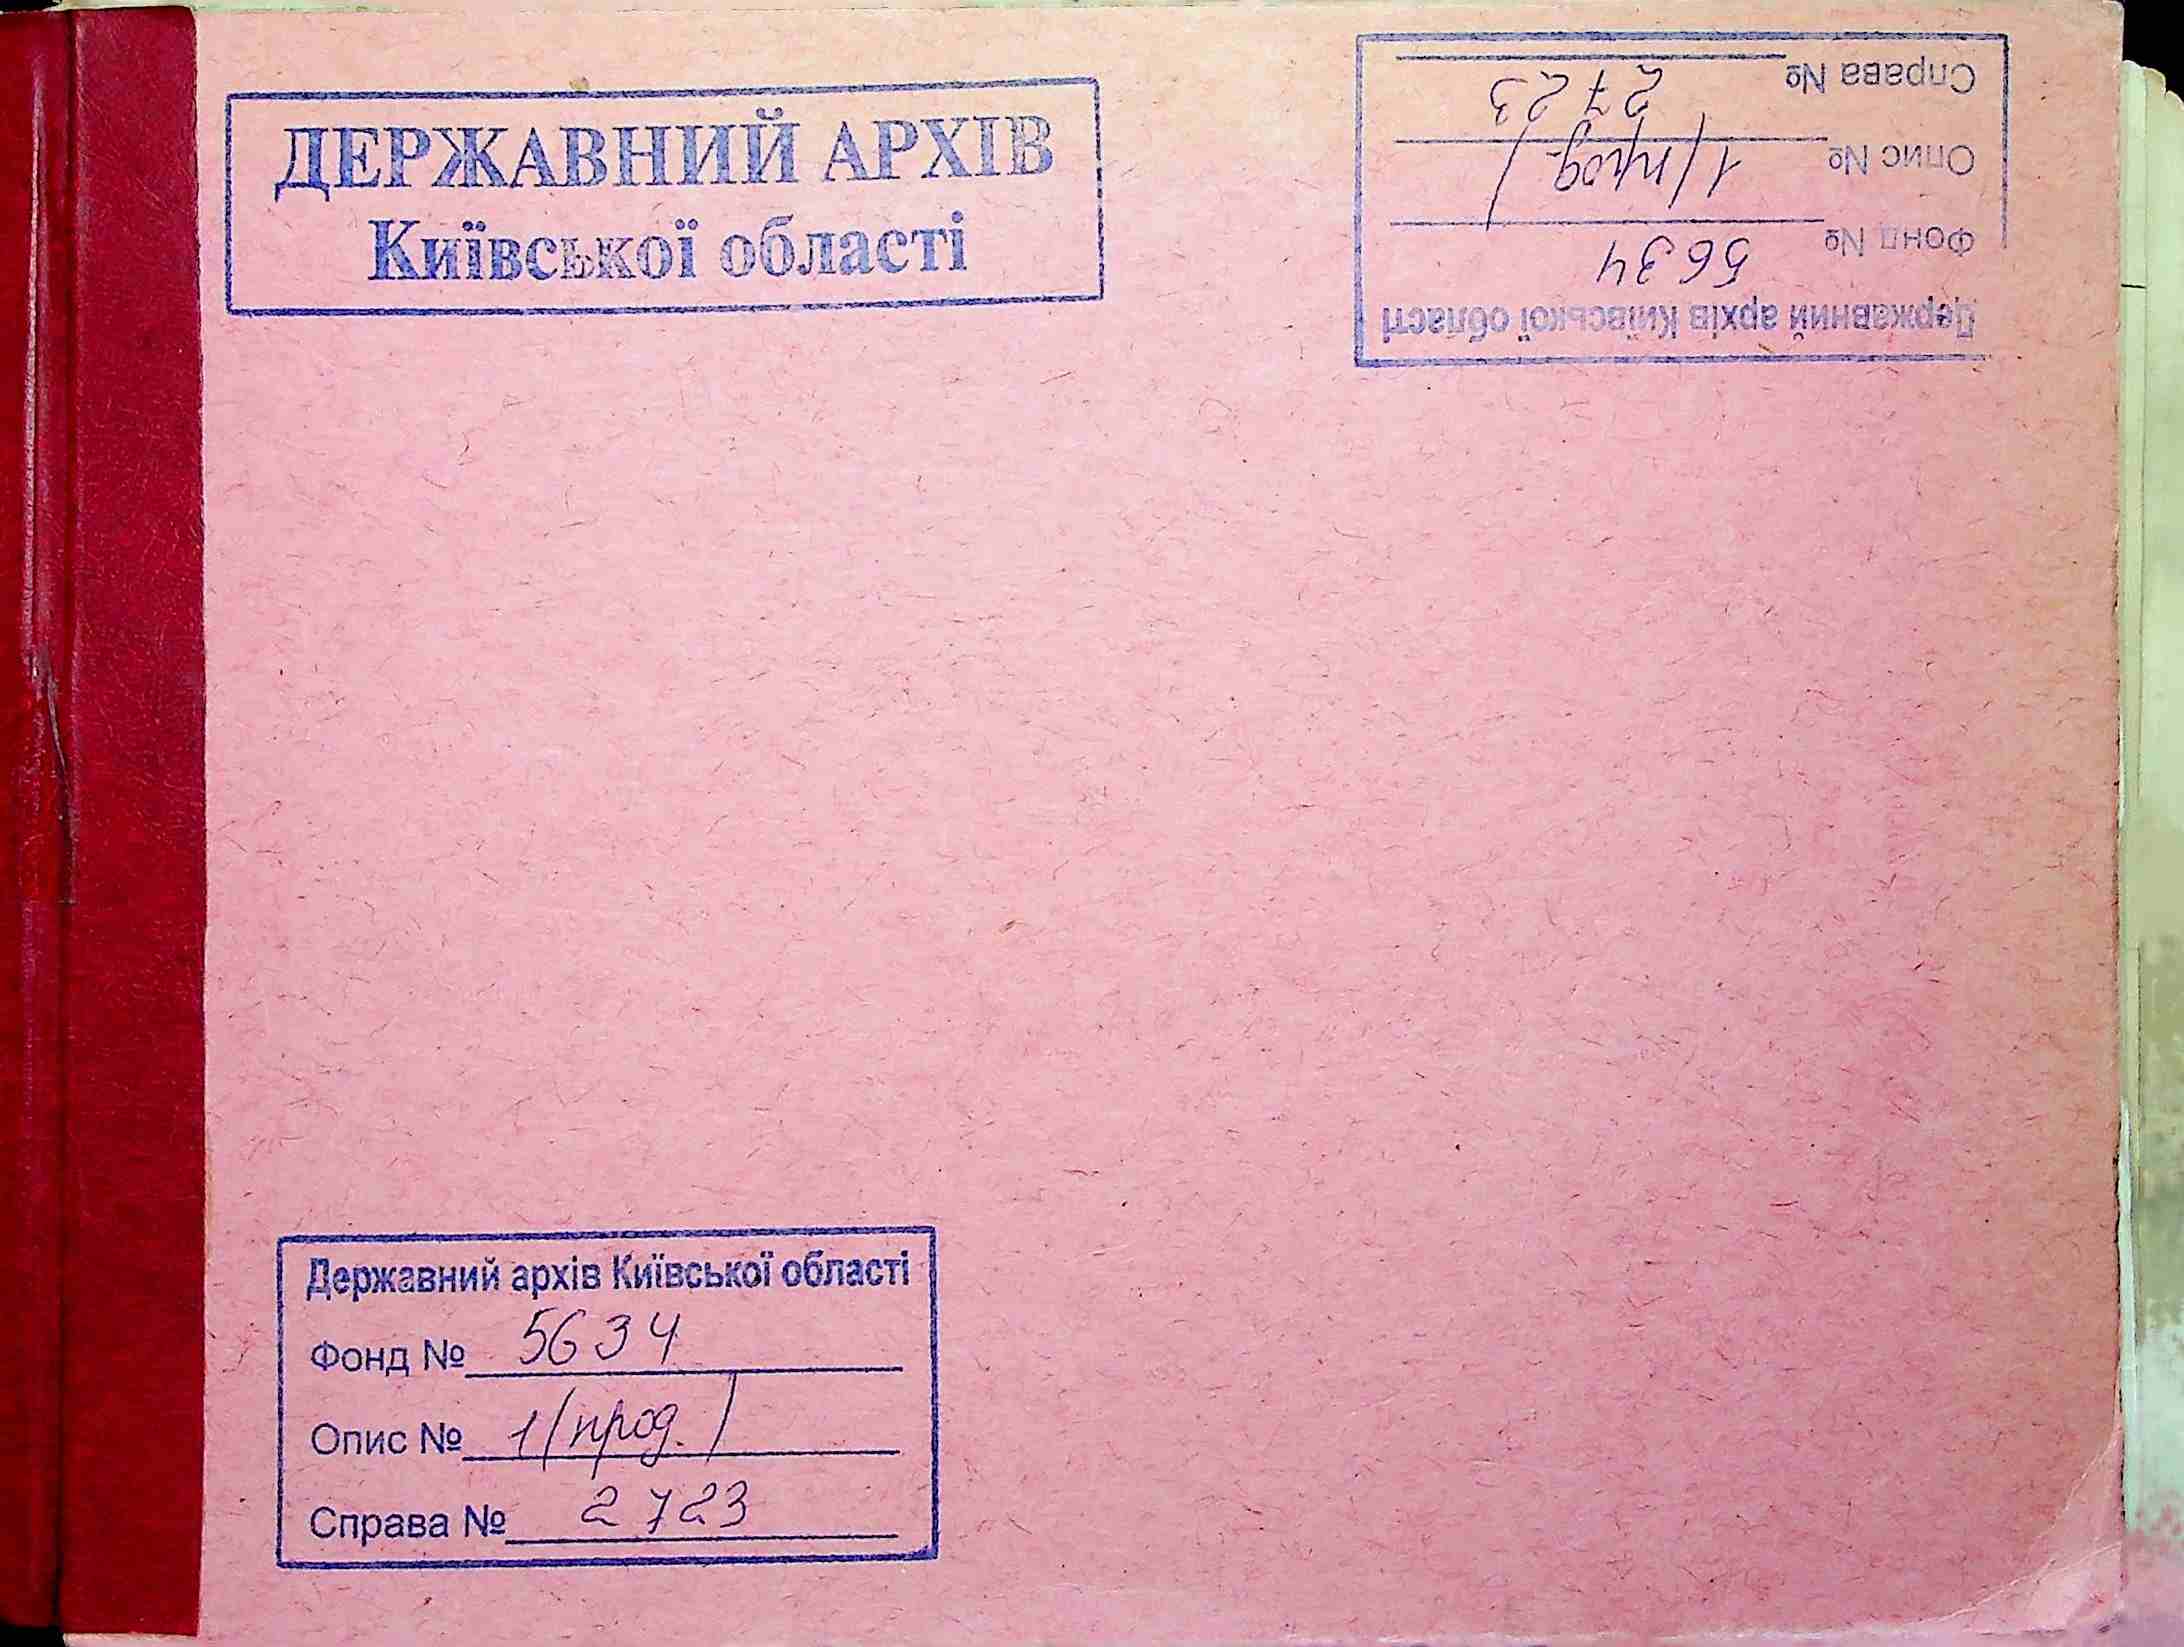 ДЕРЖАВНИЙ АРХІВ
Київської області
Державний архів Київської області
Фонд № 5634
Опис № 1/прод./
Справа № 2723
Державний архів Київської області
Фонд № 5634
Опис № 1/прод./
Справа № 2723